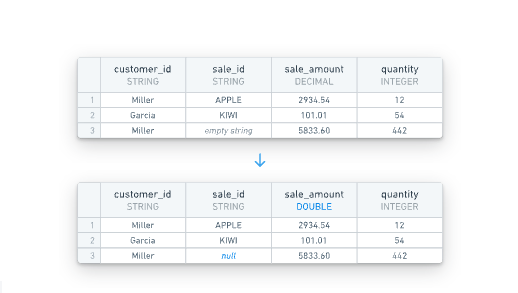 customer_id sale_id sale_amount quantity
STRING STRING DECIMAL INTEGER
1 Miller APPLE 2934.54 12
2 Garcia KIWI 101.01 54
3 Miller empty string 5833.60 442
customer_id sale_id sale_amount quantity
STRING STRING DOUBLE INTEGER
1 Miller APPLE 2934.54 12
2 Garcia KIWI 101.01 54
3 Miller null 5833.60 442